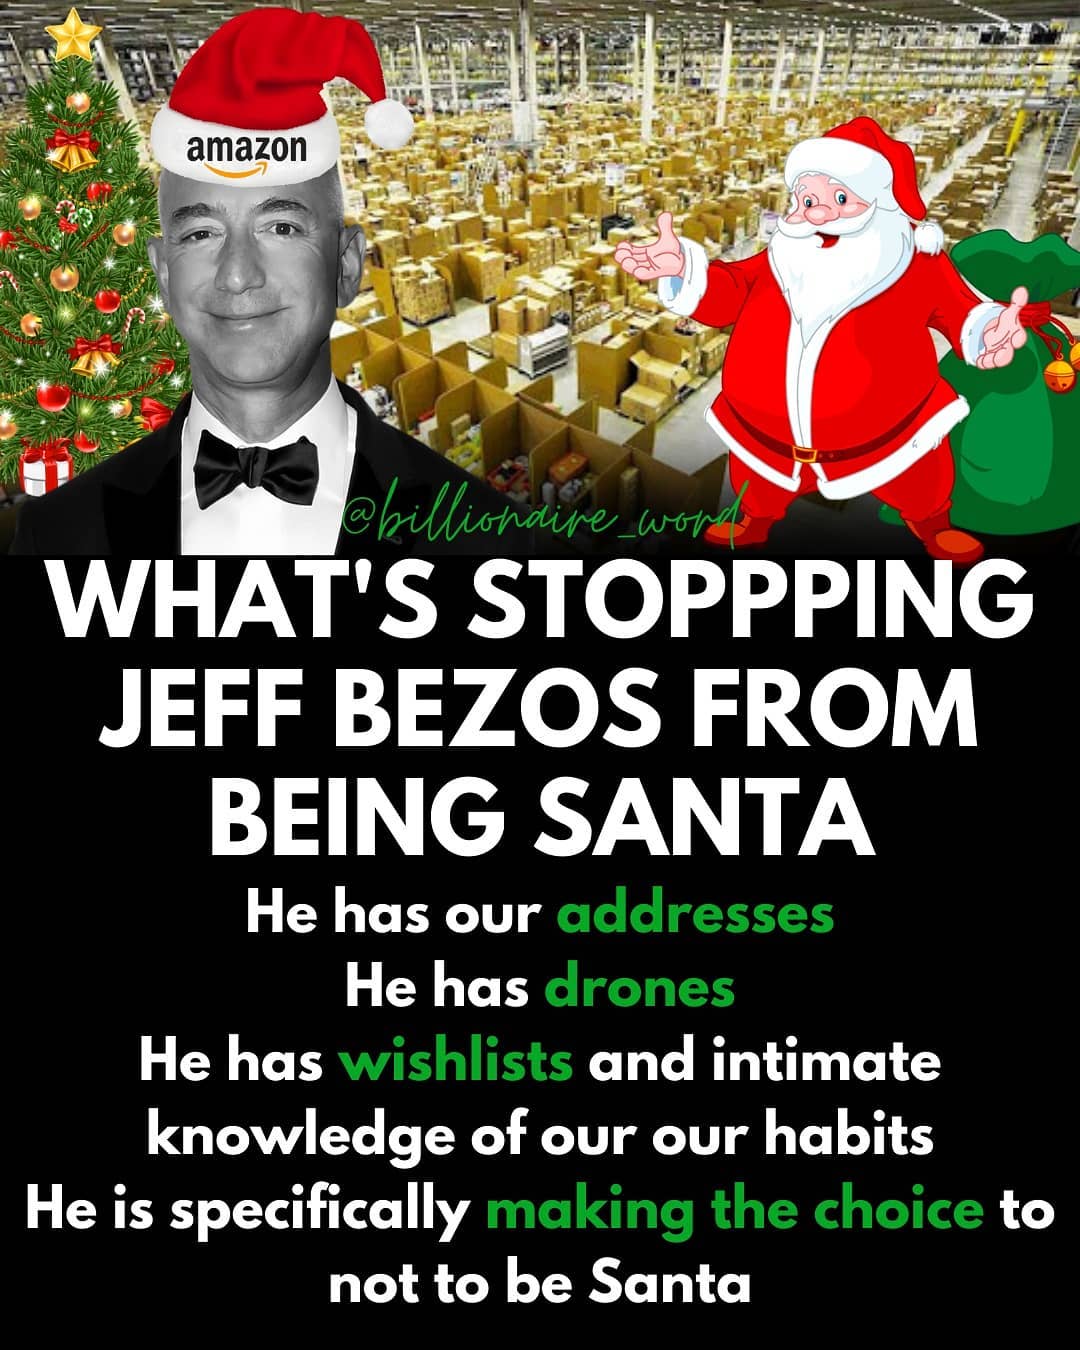 amazon
@billionaire_word
WHAT'S STOPPPING
JEFF BEZOS FROM
BEING SANTA
He has our addresses
He has drones
He has wishlists and intimate
knowledge of our our habits
He is specifically making the choice to
not to be Santa